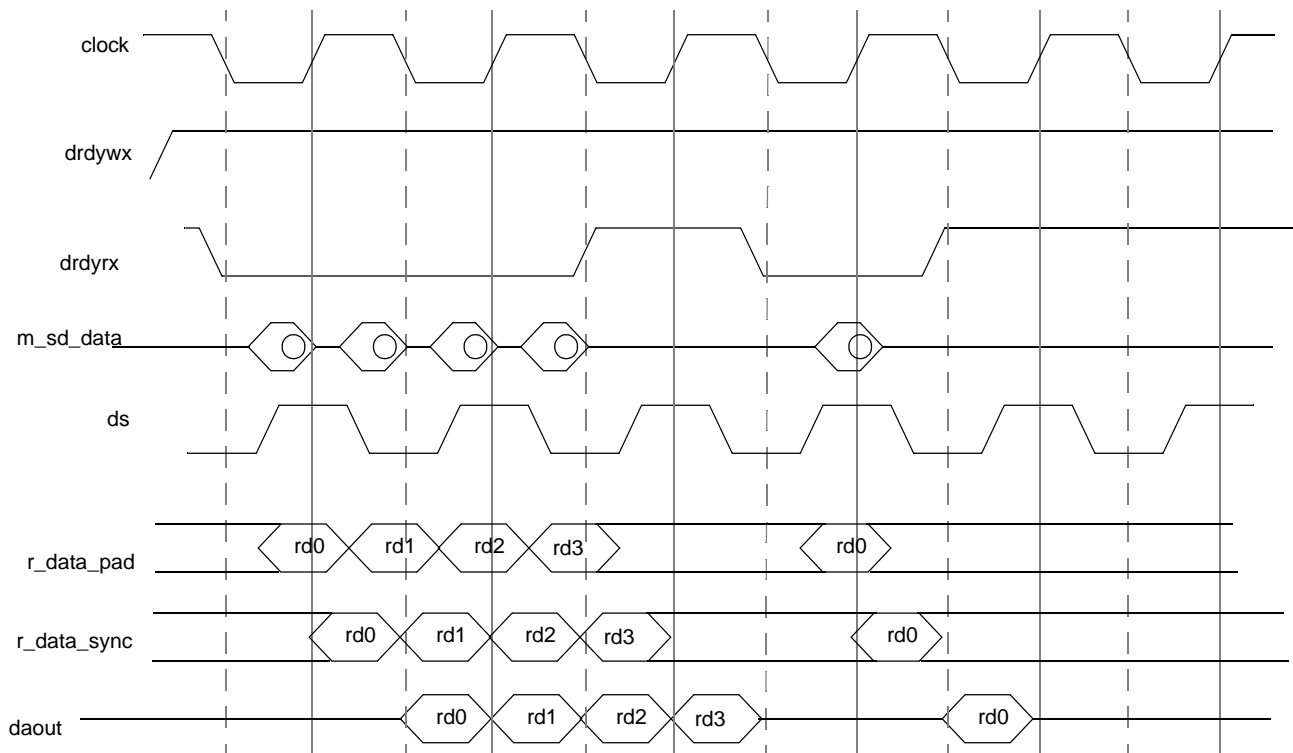 clock
drdywx
drdyrx
m_sd_data
ds
r_data_pad rd0 rd1 rd2 rd3 rd0
r_data_sync rd0 rd1 rd2 rd3 rd0
daout rd0 rd1 rd2 rd3 rd0